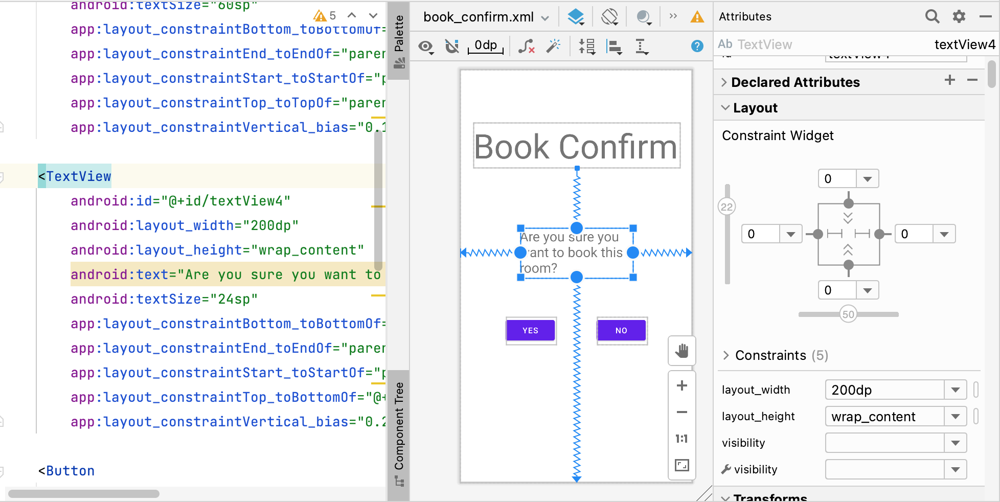 android:textSize="60sp"
5
app:layout_constraintBottom_toBottomOf=
app:layout_constraintEnd_toEndOf="paren
app:layout_constraintStart_toStartOf="p
app:layout_constraintTop_toTopOf="paren
app:layout_constraintVertical_bias="0.1
<TextView
android:id="@+id/textView4"
android:layout_width="200dp"
android:layout_height="wrap_content"
android:text="Are you sure you want to
android:textSize="24sp"
app:layout_constraintBottom_toBottomOf=
app:layout_constraintEnd_toEndOf="paren
app:layout_constraintStart_toStartOf="p
app:layout_constraintTop_toBottomOf="@+
app:layout_constraintVertical_bias="0.2
<Button
Palette
Component Tree
book_confirm.xml
0dp
?
Book Confirm
Are you sure you
want to book this
room?
YES
NO
1:1
Attributes
Ab TextView
textView4
id
textView4
Declared Attributes
Layout
Constraint Widget
0
22
0
0
0
50
Constraints (5)
layout_width
200dp
layout_height
wrap_content
visibility
visibility
Transforms